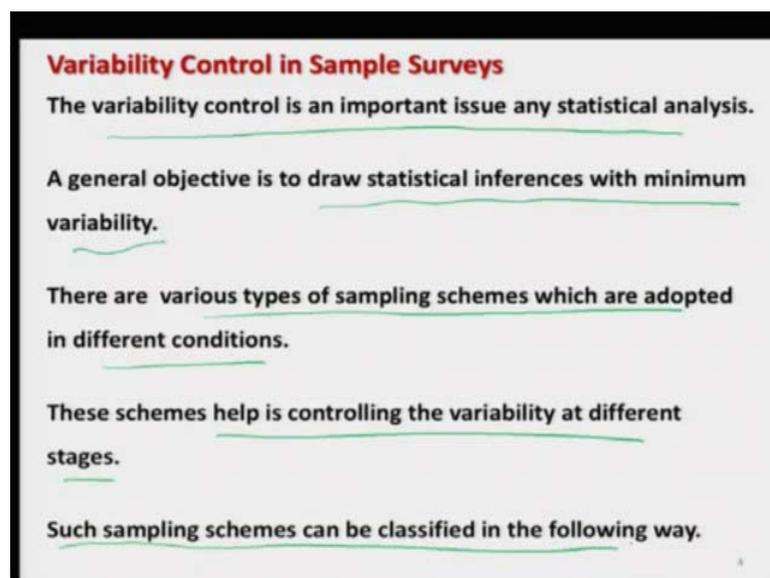 Variability Control in Sample Surveys
The variability control is an important issue any statistical analysis.
A general objective is to draw statistical inferences with minimum
variability.
There are various types of sampling schemes which are adopted
in different conditions.
These schemes help is controlling the variability at different
stages.
Such sampling schemes can be classified in the following way.
4